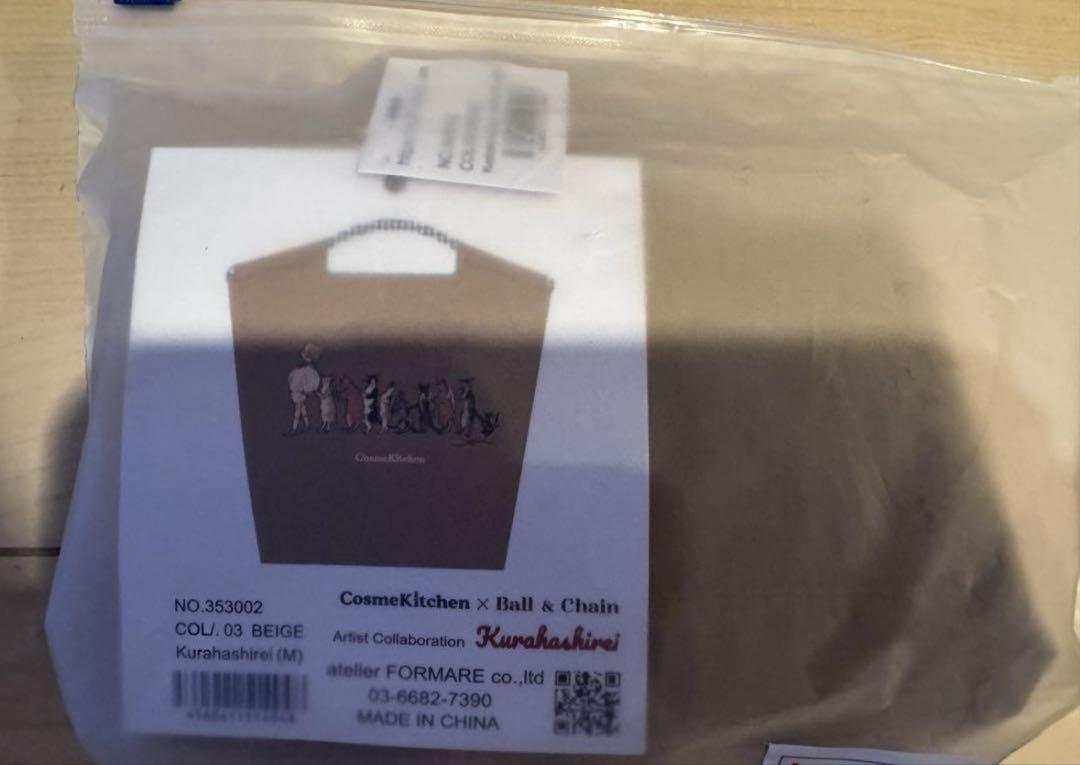 CosmeKitchen
NO.353002
COL/. 03 BEIGE
Kurahashirei (M)
CosmeKitchen × Ball & Chain
Artist Collaboration Kurahashirei
atelier FORMARE co.,ltd
03-6682-7390
MADE IN CHINA